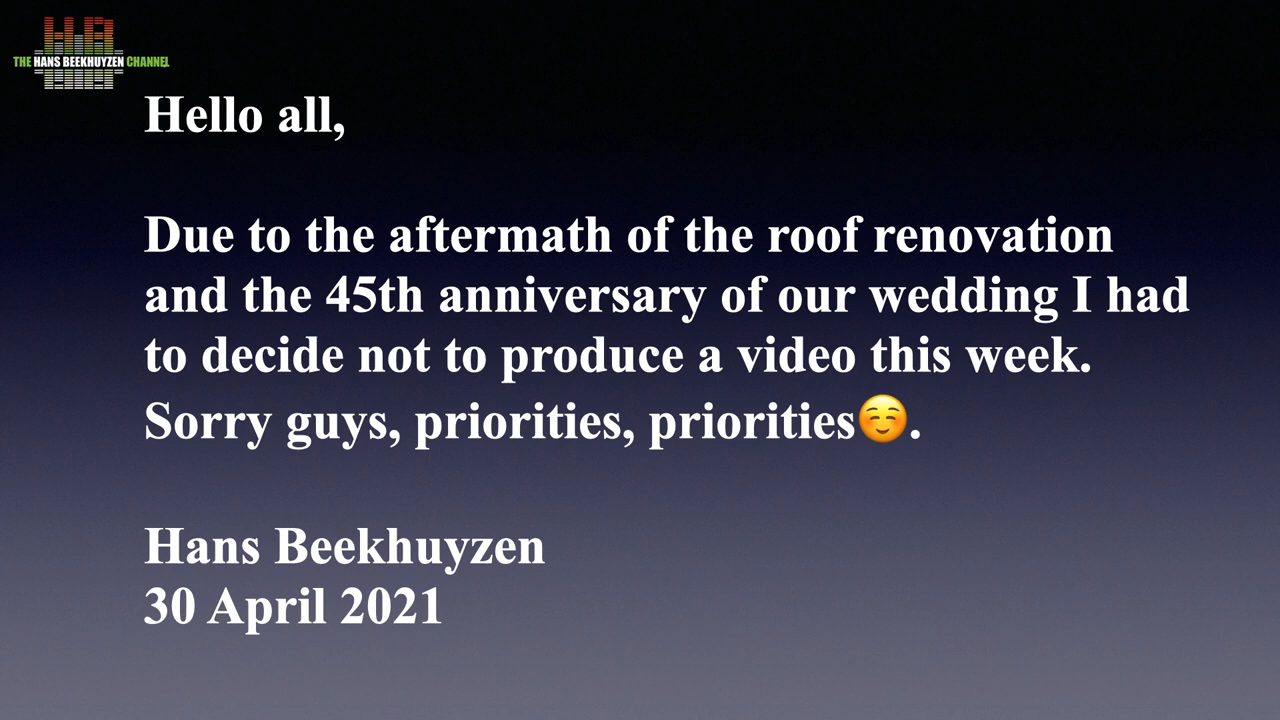 THE HANS BEEKHUYZEN CHANNEL
Hello all,
Due to the aftermath of the roof renovation
and the 45th anniversary of our wedding I had
to decide not to produce a video this week.
Sorry guys, priorities, priorities☺️.
Hans Beekhuyzen
30 April 2021